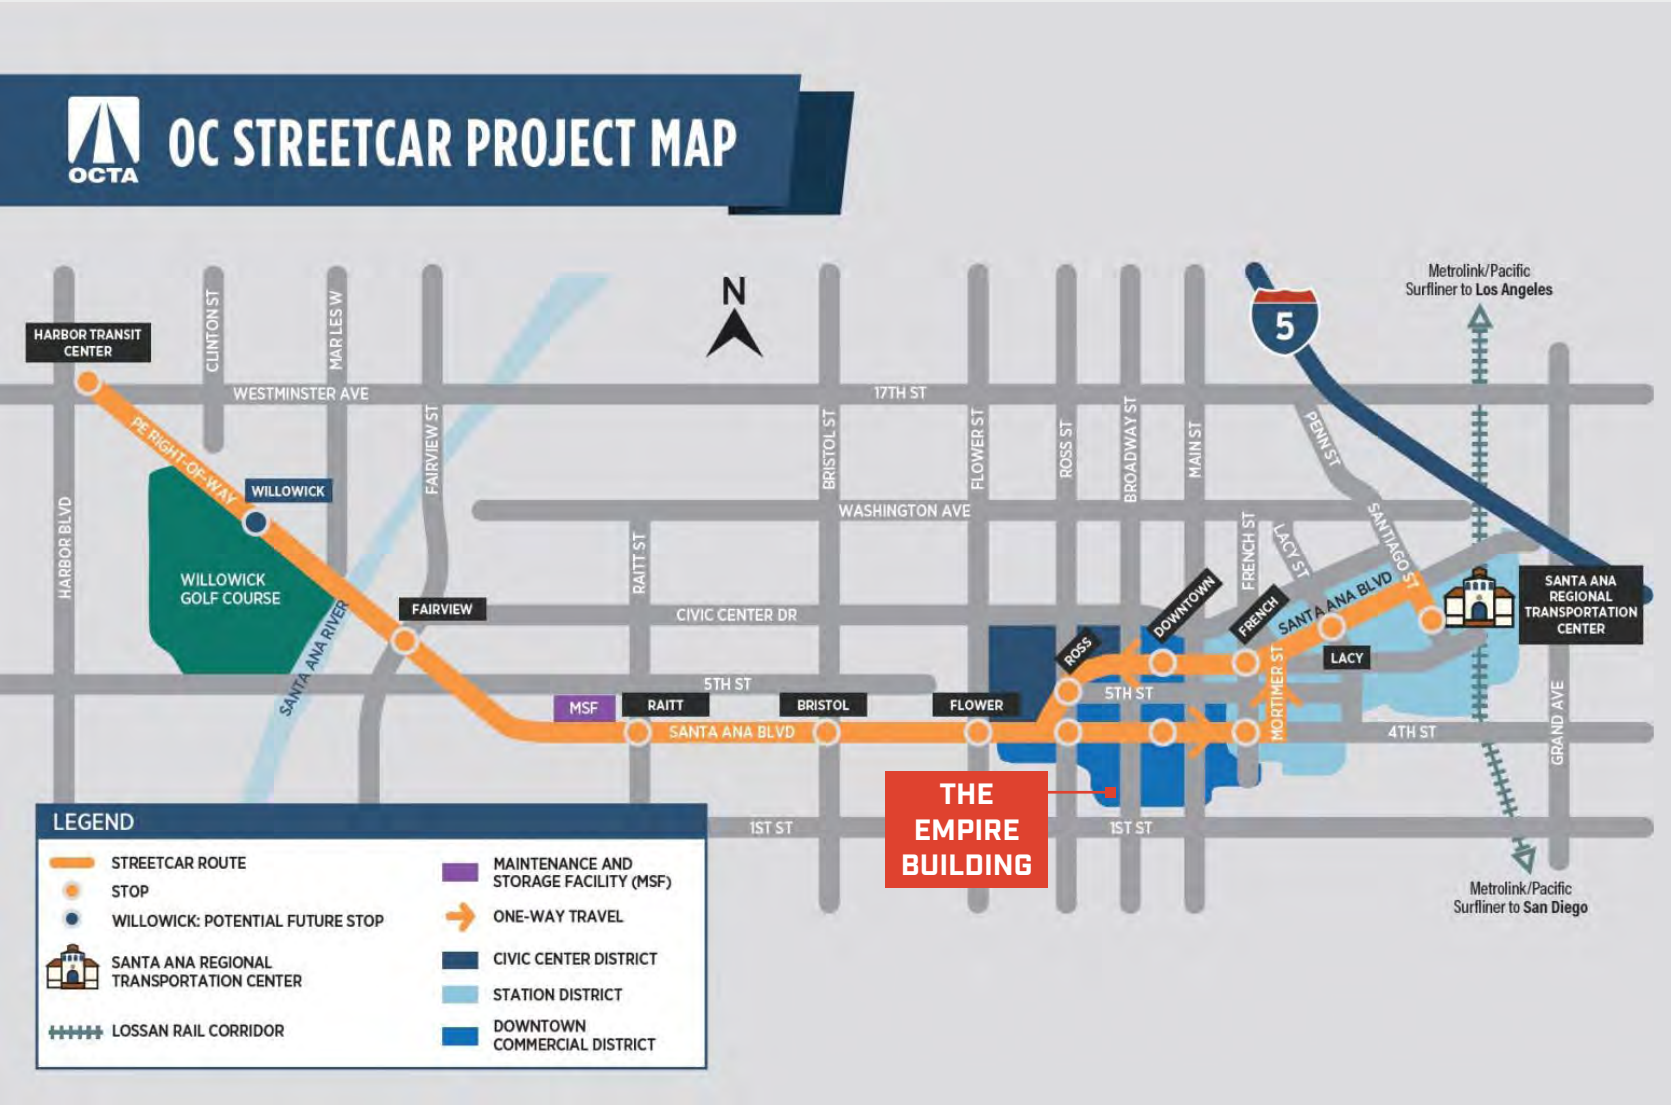 OCTA
OC STREETCAR PROJECT MAP
N
5
Metrolink/Pacific
Surfliner to Los Angeles
HARBOR TRANSIT
CENTER
CLINTON ST
MAR LES W
WESTMINSTER AVE
17TH ST
PE RIGHT-OF-WAY
FAIRVIEW ST
BRISTOL ST
FLOWER ST
ROSS ST
BROADWAY ST
MAIN ST
PENN ST
WILLOWICK
HARBOR BLVD
WASHINGTON AVE
RAITT ST
FRENCH ST
LACY ST
SANTIAGO ST
WILLOWICK
GOLF COURSE
SANTA ANA RIVER
FAIRVIEW
CIVIC CENTER DR
DOWNTOWN
FRENCH
SANTA ANA BLVD
SANTA ANA
REGIONAL
TRANSPORTATION
CENTER
ROSS
LACY
5TH ST
5TH ST
MORTIMER ST
GRAND AVE
MSF
RAITT
BRISTOL
FLOWER
SANTA ANA BLVD
4TH ST
THE
EMPIRE
BUILDING
1ST ST
1ST ST
Metrolink/Pacific
Surfliner to San Diego
LEGEND
STREETCAR ROUTE
STOP
WILLOWICK: POTENTIAL FUTURE STOP
SANTA ANA REGIONAL
TRANSPORTATION CENTER
LOSSAN RAIL CORRIDOR
MAINTENANCE AND
STORAGE FACILITY (MSF)
ONE-WAY TRAVEL
CIVIC CENTER DISTRICT
STATION DISTRICT
DOWNTOWN
COMMERCIAL DISTRICT